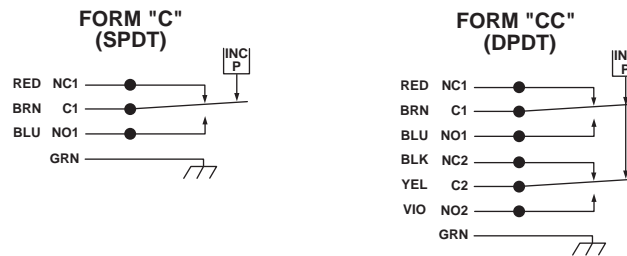 FORM "C"
(SPDT)
INC
P
RED NC1
BRN C1
BLU NO1
GRN
FORM "CC"
(DPDT)
IN
P
RED NC1
BRN C1
BLU NO1
BLK NC2
YEL C2
VIO NO2
GRN